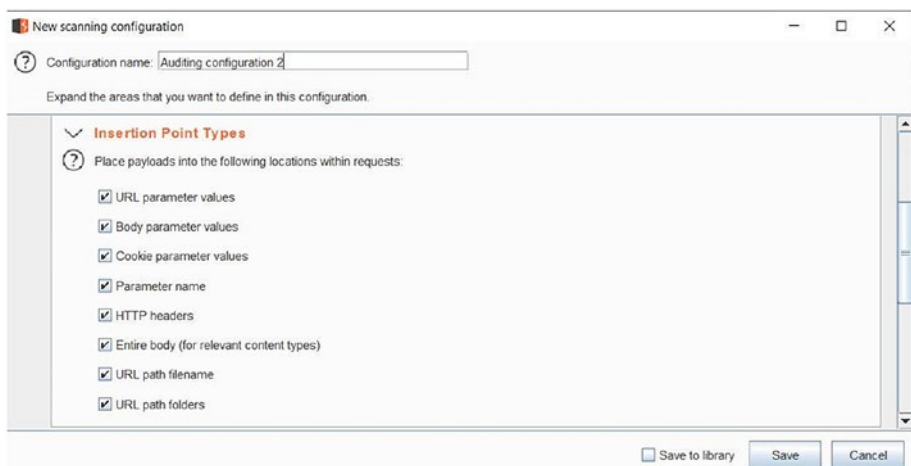 New scanning configuration
? Configuration name: Auditing configuration 2
Expand the areas that you want to define in this configuration.
Insertion Point Types
? Place payloads into the following locations within requests:
URL parameter values
Body parameter values
Cookie parameter values
Parameter name
HTTP headers
Entire body (for relevant content types)
URL path filename
URL path folders
Save to library Save Cancel